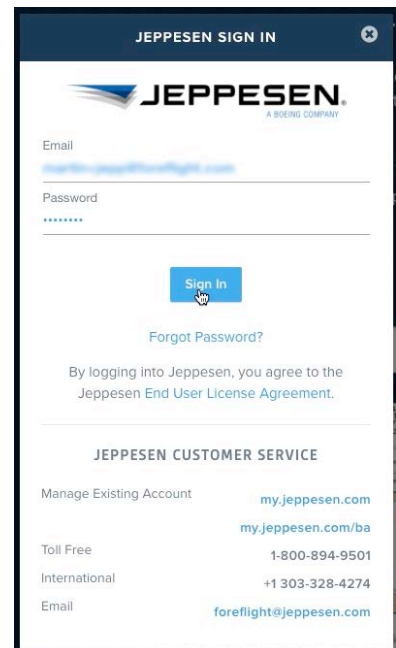 JEPPESEN SIGN IN
JEPPESEN.
A BOEING COMPANY
Email
Password
Sign In
Forgot Password?
By logging into Jeppesen, you agree to the
Jeppesen End User License Agreement.
JEPPESEN CUSTOMER SERVICE
Manage Existing Account my.jeppesen.com
my.jeppesen.com/ba
Toll Free 1-800-894-9501
International +1 303-328-4274
Email foreflight@jeppesen.com